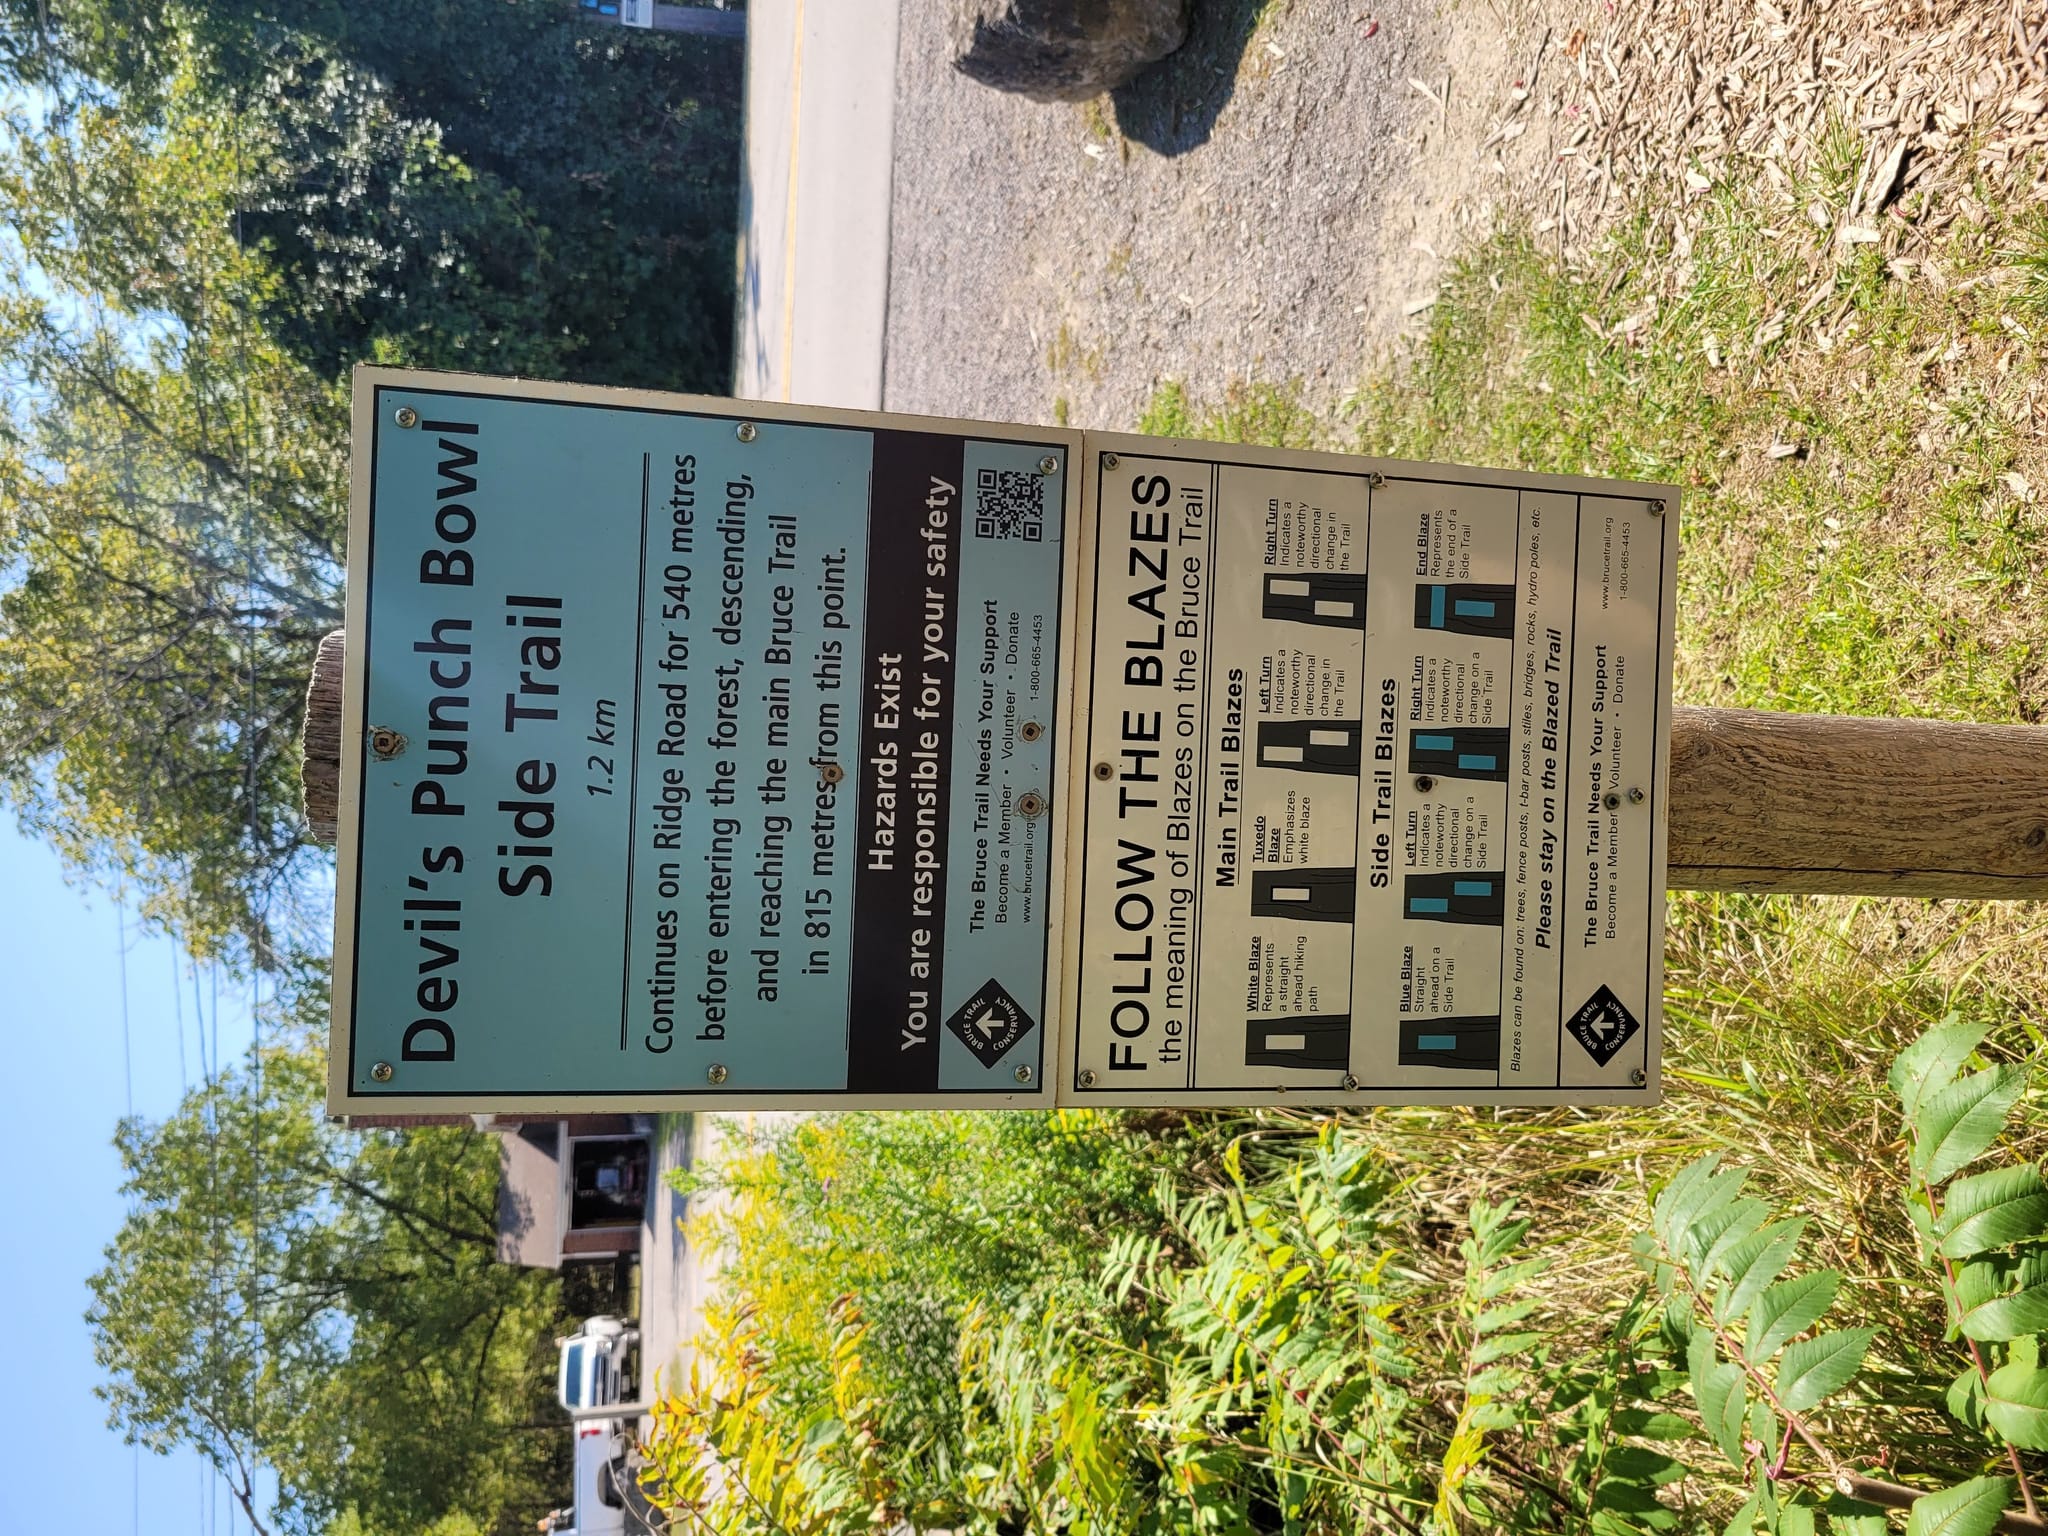 Devil's Punch Bowl
Side Trail
1.2 km
Continues on Ridge Road for 540 metres
before entering the forest, descending,
and reaching the main Bruce Trail
in 815 metres from this point.
Hazards Exist
You are responsible for your safety
BRUCE TRAIL
CONSERVANCY
The Bruce Trail Needs Your Support
Become a Member • Volunteer • Donate
www.brucetrail.org
1-800-665-4453
FOLLOW THE BLAZES
the meaning of Blazes on the Bruce Trail
Main Trail Blazes
White Blaze
Represents
a straight
ahead hiking
path
Tuxedo
Blaze
Emphasizes
white blaze
Left Turn
Indicates a
noteworthy
directional
change in
the Trail
Right Turn
Indicates a
noteworthy
directional
change in
the Trail
Side Trail Blazes
Blue Blaze
Straight
ahead on a
Side Trail
Left Turn
Indicates a
noteworthy
directional
change on a
Side Trail
Right Turn
Indicates a
noteworthy
directional
change on a
Side Trail
End Blaze
Represents
the end of a
Side Trail
Blazes can be found on: trees, fence posts, t-bar posts, stiles, bridges, rocks, hydro poles, etc.
Please stay on the Blazed Trail
BRUCE TRAIL
CONSERVANCY
The Bruce Trail Needs Your Support
Become a Member • Volunteer • Donate
www.brucetrail.org
1-800-665-4453